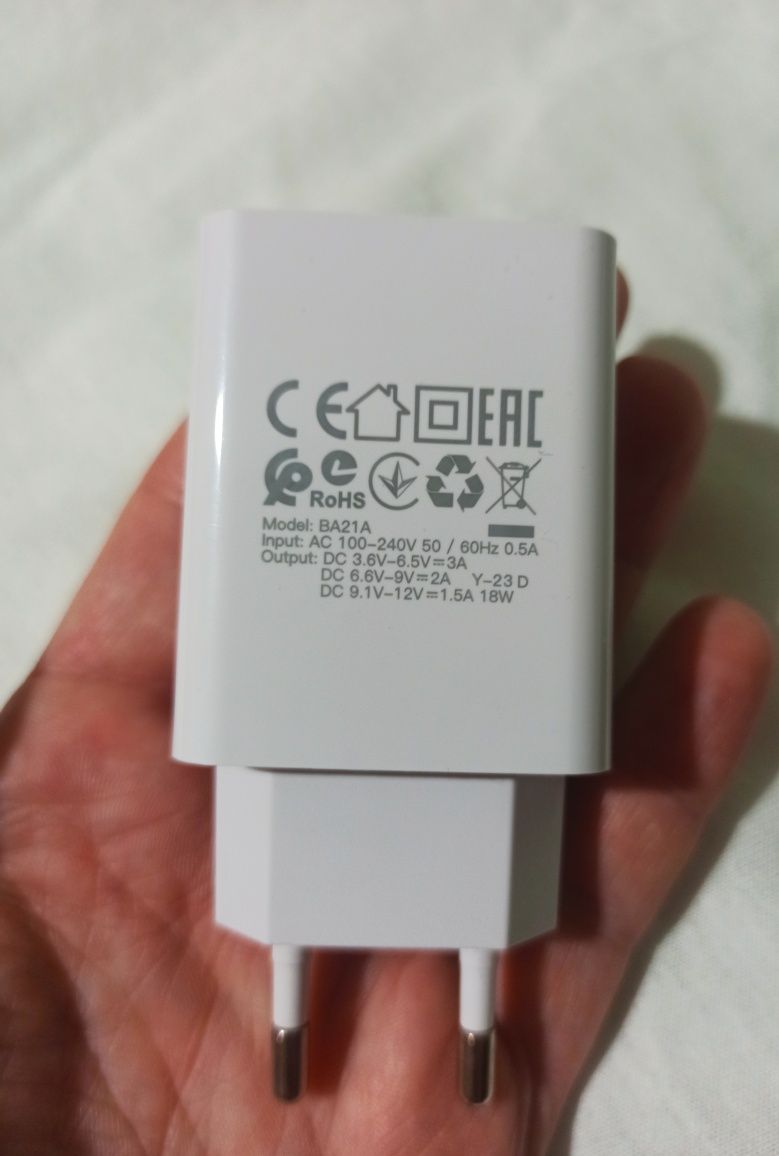 CE EAC
RoHS
Model: BA21A
Input: AC 100-240V 50 / 60Hz 0.5A
Output: DC 3.6V-6.5V⎓3A
DC 6.6V-9V⎓2A Y-23 D
DC 9.1V-12V⎓1.5A 18W